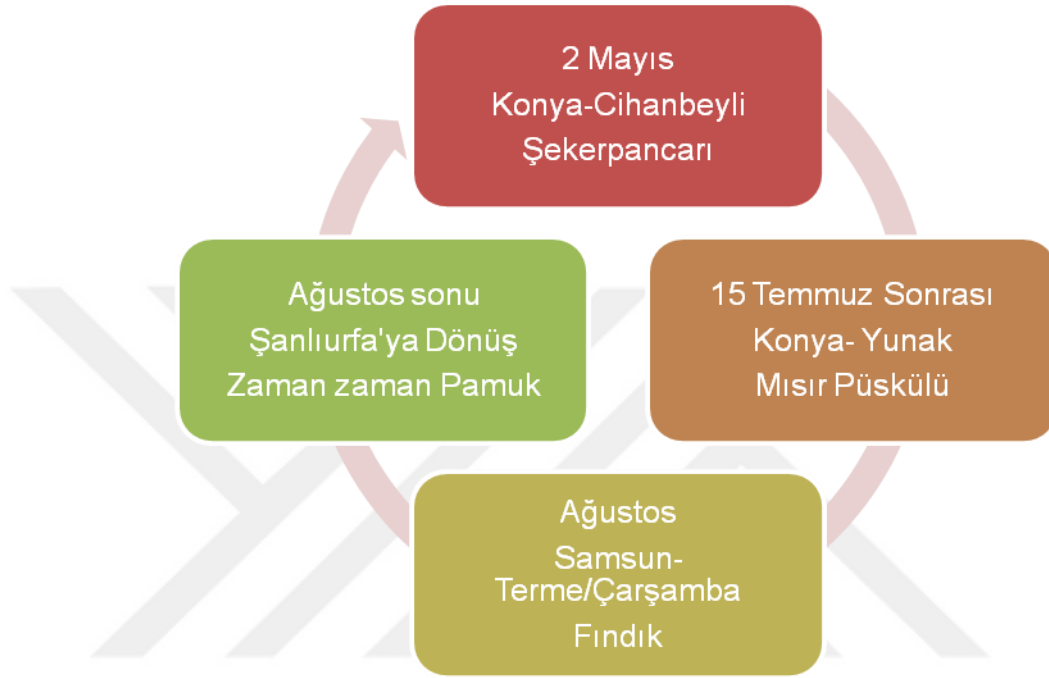 2 Mayıs
Konya-Cihanbeyli
Şekerpancarı
15 Temmuz Sonrası
Konya- Yunak
Mısır Püskülü
Ağustos
Samsun-
Terme/Çarşamba
Fındık
Ağustos sonu
Şanlıurfa'ya Dönüş
Zaman zaman Pamuk